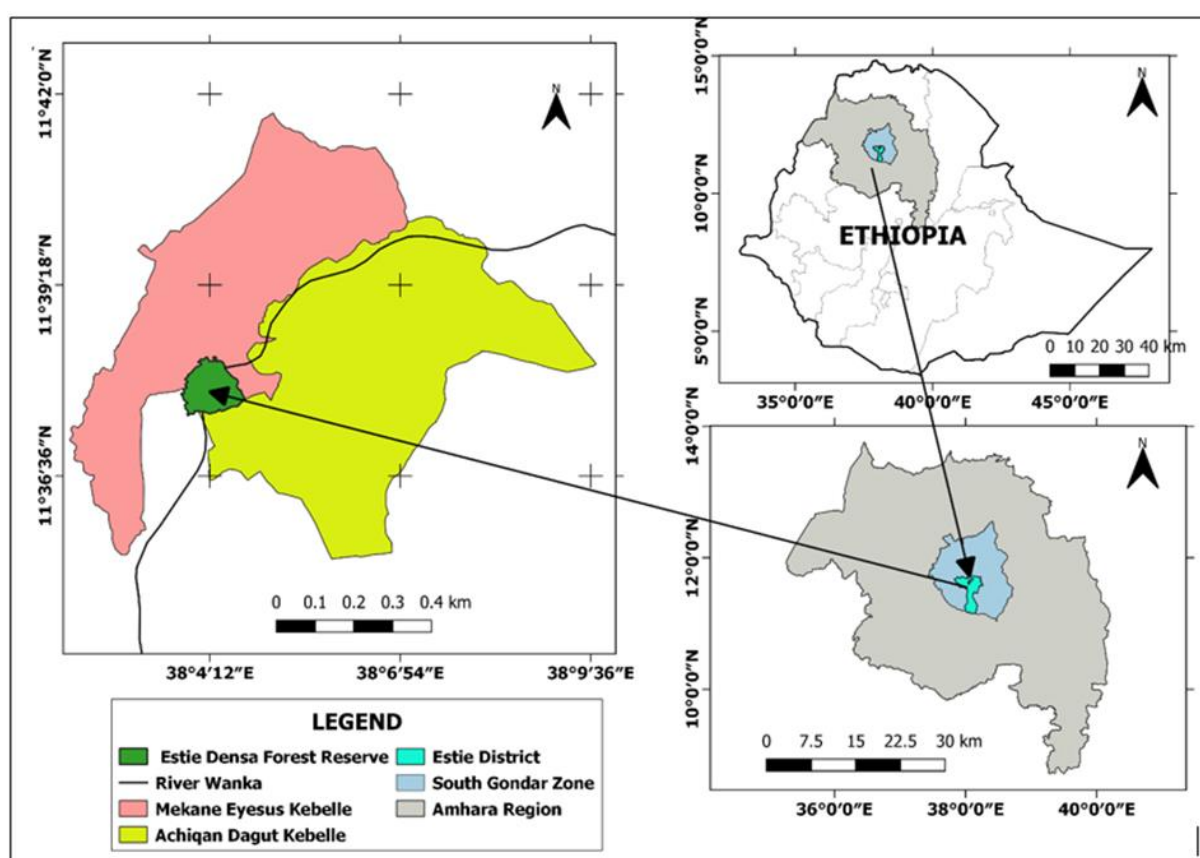 11°42′0″N
11°39′18″N
11°36′36″N
N
0 0.1 0.2 0.3 0.4 km
38°4′12″E 38°6′54″E 38°9′36″E
LEGEND
Estie Densa Forest Reserve
River Wanka
Mekane Eyesus Kebelle
Achiqan Dagut Kebelle
Estie District
South Gondar Zone
Amhara Region
15°0′0″N
10°0′0″N
5°0′0″N
N
ETHIOPIA
0 10 20 30 40 km
35°0′0″E 40°0′0″E 45°0′0″E
14°0′0″N
12°0′0″N
10°0′0″N
N
0 7.5 15 22.5 30 km
36°0′0″E 38°0′0″E 40°0′0″E